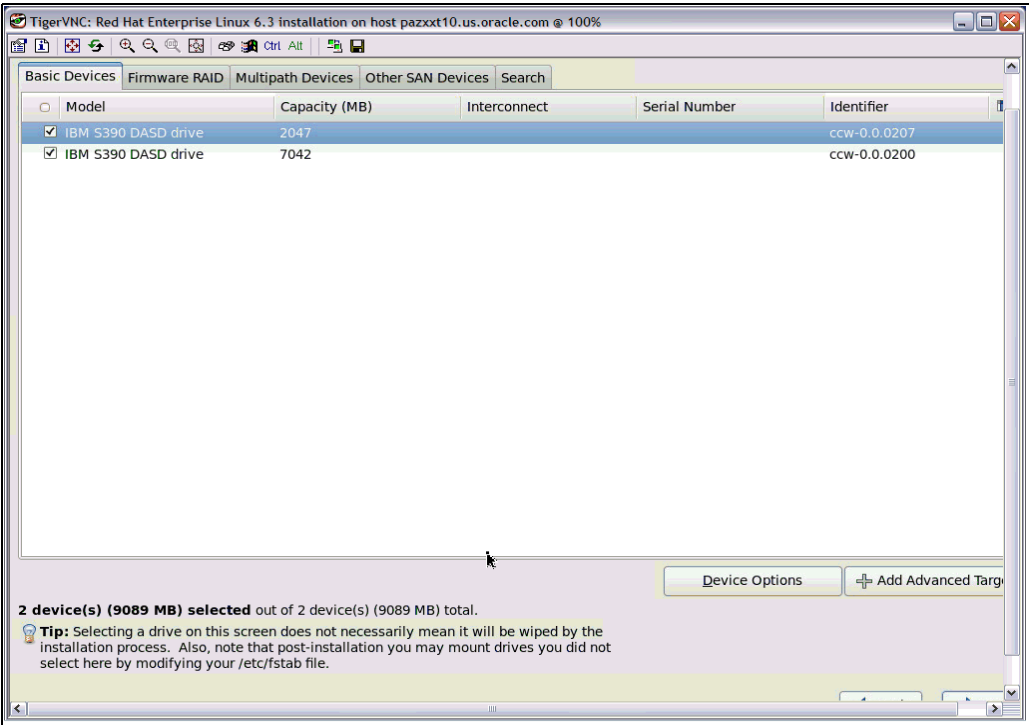 TigerVNC: Red Hat Enterprise Linux 6.3 installation on host pazxxt10.us.oracle.com @ 100%
Ctrl Alt
Basic Devices Firmware RAID Multipath Devices Other SAN Devices Search
Model Capacity (MB) Interconnect Serial Number Identifier
IBM S390 DASD drive 2047 ccw-0.0.0207
IBM S390 DASD drive 7042 ccw-0.0.0200
Device Options Add Advanced Targ
2 device(s) (9089 MB) selected out of 2 device(s) (9089 MB) total.
Tip: Selecting a drive on this screen does not necessarily mean it will be wiped by the
installation process. Also, note that post-installation you may mount drives you did not
select here by modifying your /etc/fstab file.